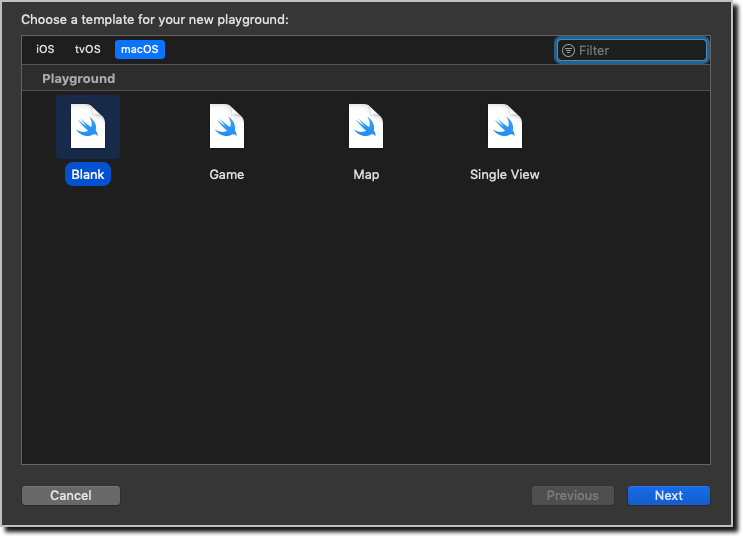 Choose a template for your new playground:
iOS tvOS macOS Filter
Playground
Blank Game Map Single View
Cancel Previous Next